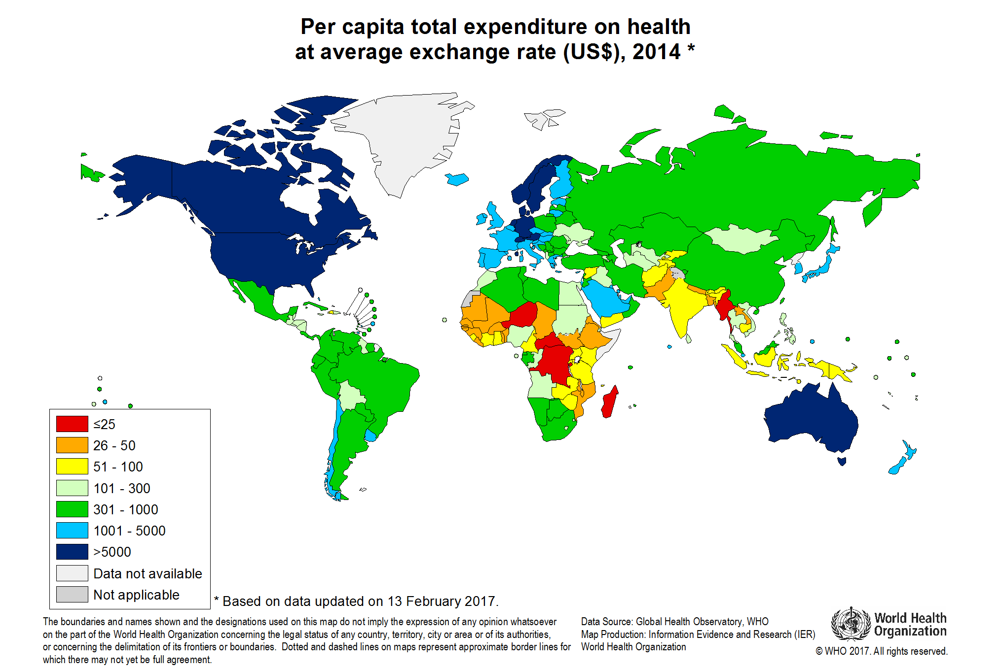 Per capita total expenditure on health
at average exchange rate (US$), 2014 *
≤25
26 - 50
51 - 100
101 - 300
301 - 1000
1001 - 5000
>5000
Data not available
Not applicable
* Based on data updated on 13 February 2017.
The boundaries and names shown and the designations used on this map do not imply the expression of any opinion whatsoever
on the part of the World Health Organization concerning the legal status of any country, territory, city or area or of its authorities,
or concerning the delimitation of its frontiers or boundaries.  Dotted and dashed lines on maps represent approximate border lines for
which there may not yet be full agreement.
Data Source: Global Health Observatory, WHO
Map Production: Information Evidence and Research (IER)
World Health Organization
World Health
Organization
© WHO 2017. All rights reserved.